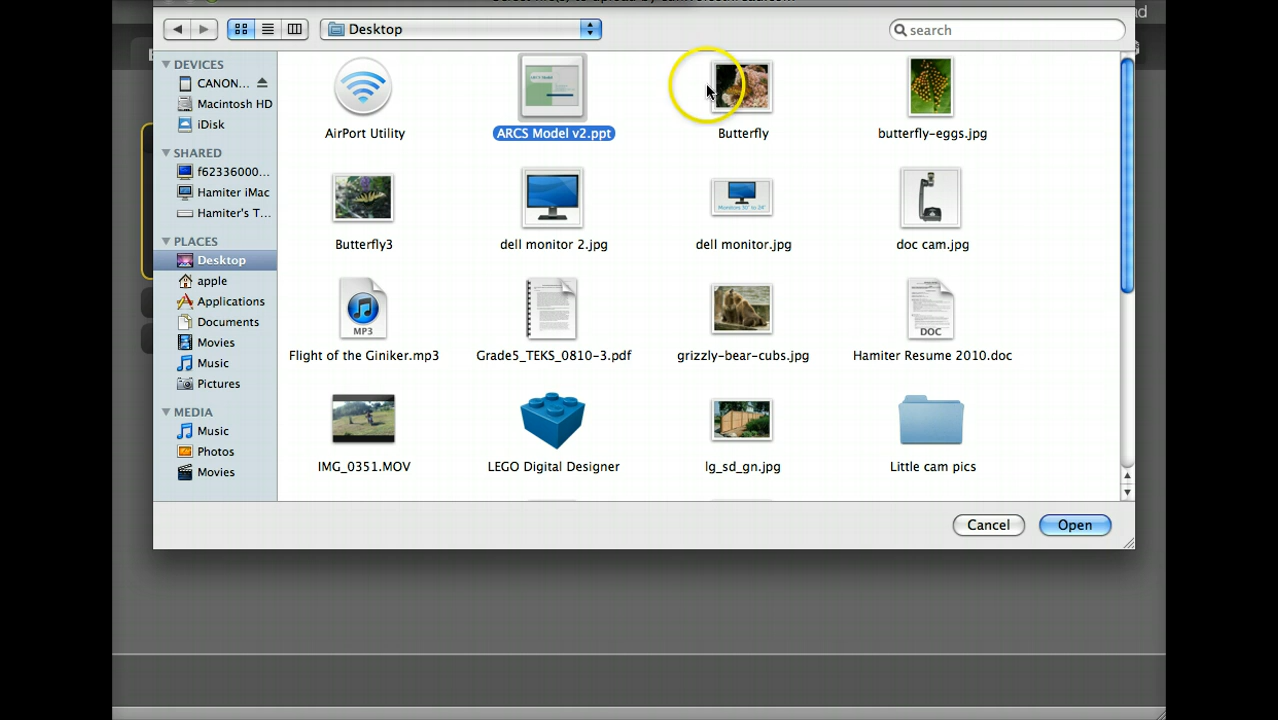 Desktop
search
DEVICES
CANON...
Macintosh HD
iDisk
SHARED
f62336000...
Hamiter iMac
Hamiter's T...
PLACES
Desktop
apple
Applications
Documents
Movies
Music
Pictures
MEDIA
Music
Photos
Movies
AirPort Utility
ARCS Model v2.ppt
Butterfly
butterfly-eggs.jpg
Butterfly3
dell monitor 2.jpg
dell monitor.jpg
doc cam.jpg
MP3
DOC
Flight of the Giniker.mp3
Grade5_TEKS_0810-3.pdf
grizzly-bear-cubs.jpg
Hamiter Resume 2010.doc
IMG_0351.MOV
LEGO Digital Designer
lg_sd_gn.jpg
Little cam pics
Cancel
Open